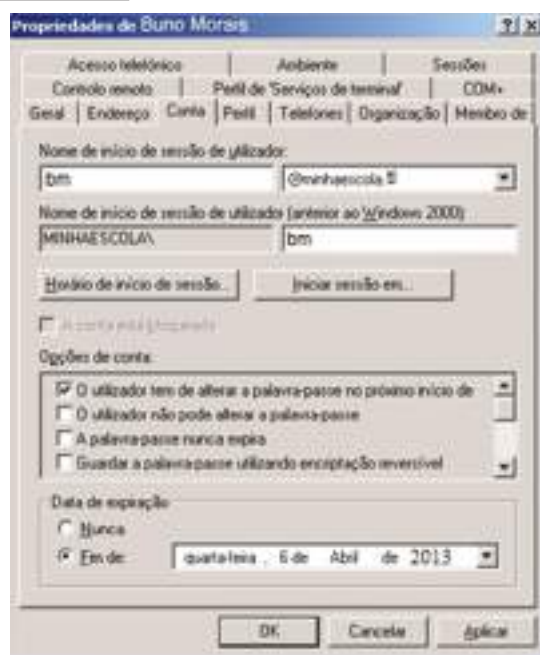 Propriedades de Buno Morais
Acesso telefónico Ambiente Sessões
Controlo remoto Perfil de 'Serviços de terminal' COM+
Geral Endereço Conta Perfil Telefones Organização Membro de
Nome de início de sessão de utilizador:
bm @minhaescola
Nome de início de sessão de utilizador (anterior ao Windows 2000)
MINHAESCOLA\ bm
Horário de início de sessão... Iniciar sessão em...
A conta está bloqueada
Opções de conta:
O utilizador tem de alterar a palavra-passe no próximo início de
O utilizador não pode alterar a palavra-passe
A palavra-passe nunca expira
Guardar a palavra-passe utilizando encriptação reversível
Data de expiração
Nunca
Fim de: quarta-feira , 6 de Abril de 2013
OK Cancelar Aplicar